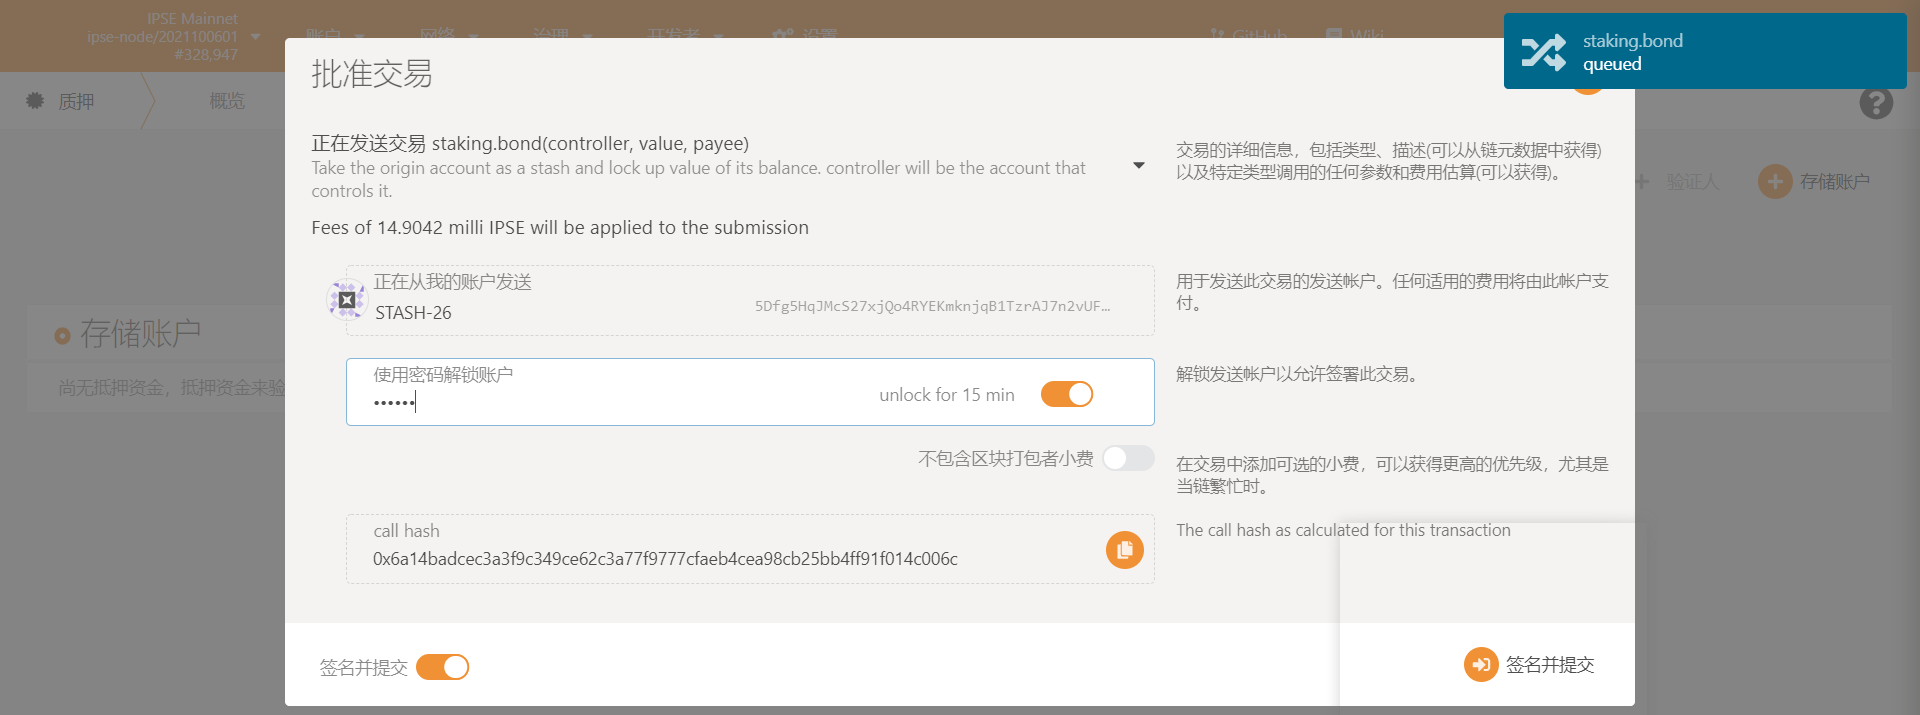 IPSE Mainnet
ipse-node/2021100601
#328,947
账户
网络
治理
开发者
设置
GitHub
Wiki
staking.bond
queued
质押
概览
批准交易
正在发送交易 staking.bond(controller, value, payee)
Take the origin account as a stash and lock up value of its balance. controller will be the account that
controls it.
交易的详细信息，包括类型、描述(可以从链元数据中获得)
以及特定类型调用的任何参数和费用估算(可以获得)。
验证人
存储账户
Fees of 14.9042 milli IPSE will be applied to the submission
正在从我的账户发送
STASH-26
5Dfg5HqJMcS27xjQo4RYEKmknjqB1TzrAJ7n2vUF…
用于发送此交易的发送帐户。任何适用的费用将由此帐户支
付。
存储账户
尚无抵押资金，抵押资金来验
使用密码解锁账户
••••••
unlock for 15 min
解锁发送帐户以允许签署此交易。
不包含区块打包者小费
在交易中添加可选的小费，可以获得更高的优先级，尤其是
当链繁忙时。
call hash
0x6a14badcec3a3f9c349ce62c3a77f9777cfaeb4cea98cb25bb4ff91f014c006c
The call hash as calculated for this transaction
签名并提交
签名并提交